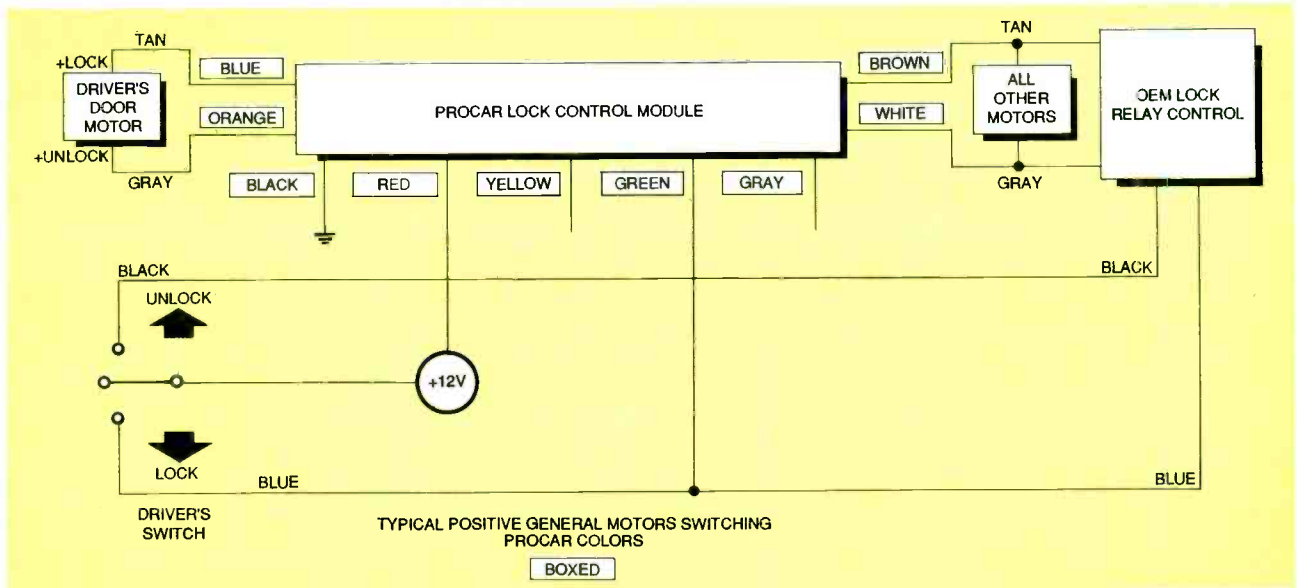 TAN
+LOCK
BLUE
DRIVER'S
DOOR
MOTOR
ORANGE
+UNLOCK
GRAY
PROCAR LOCK CONTROL MODULE
BLACK
RED
YELLOW
GREEN
GRAY
BROWN
WHITE
TAN
ALL
OTHER
MOTORS
GRAY
OEM LOCK
RELAY CONTROL
BLACK
BLACK
UNLOCK
+12V
LOCK
BLUE
BLUE
DRIVER'S
SWITCH
TYPICAL POSITIVE GENERAL MOTORS SWITCHING
PROCAR COLORS
BOXED